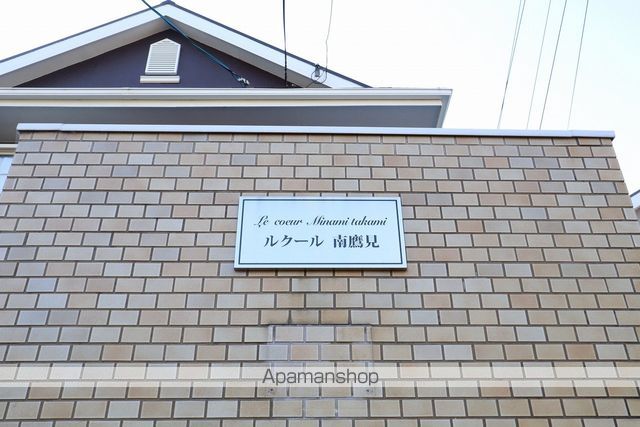 Le coeur Minami takami
ルクール 南鷹見
Apamanshop